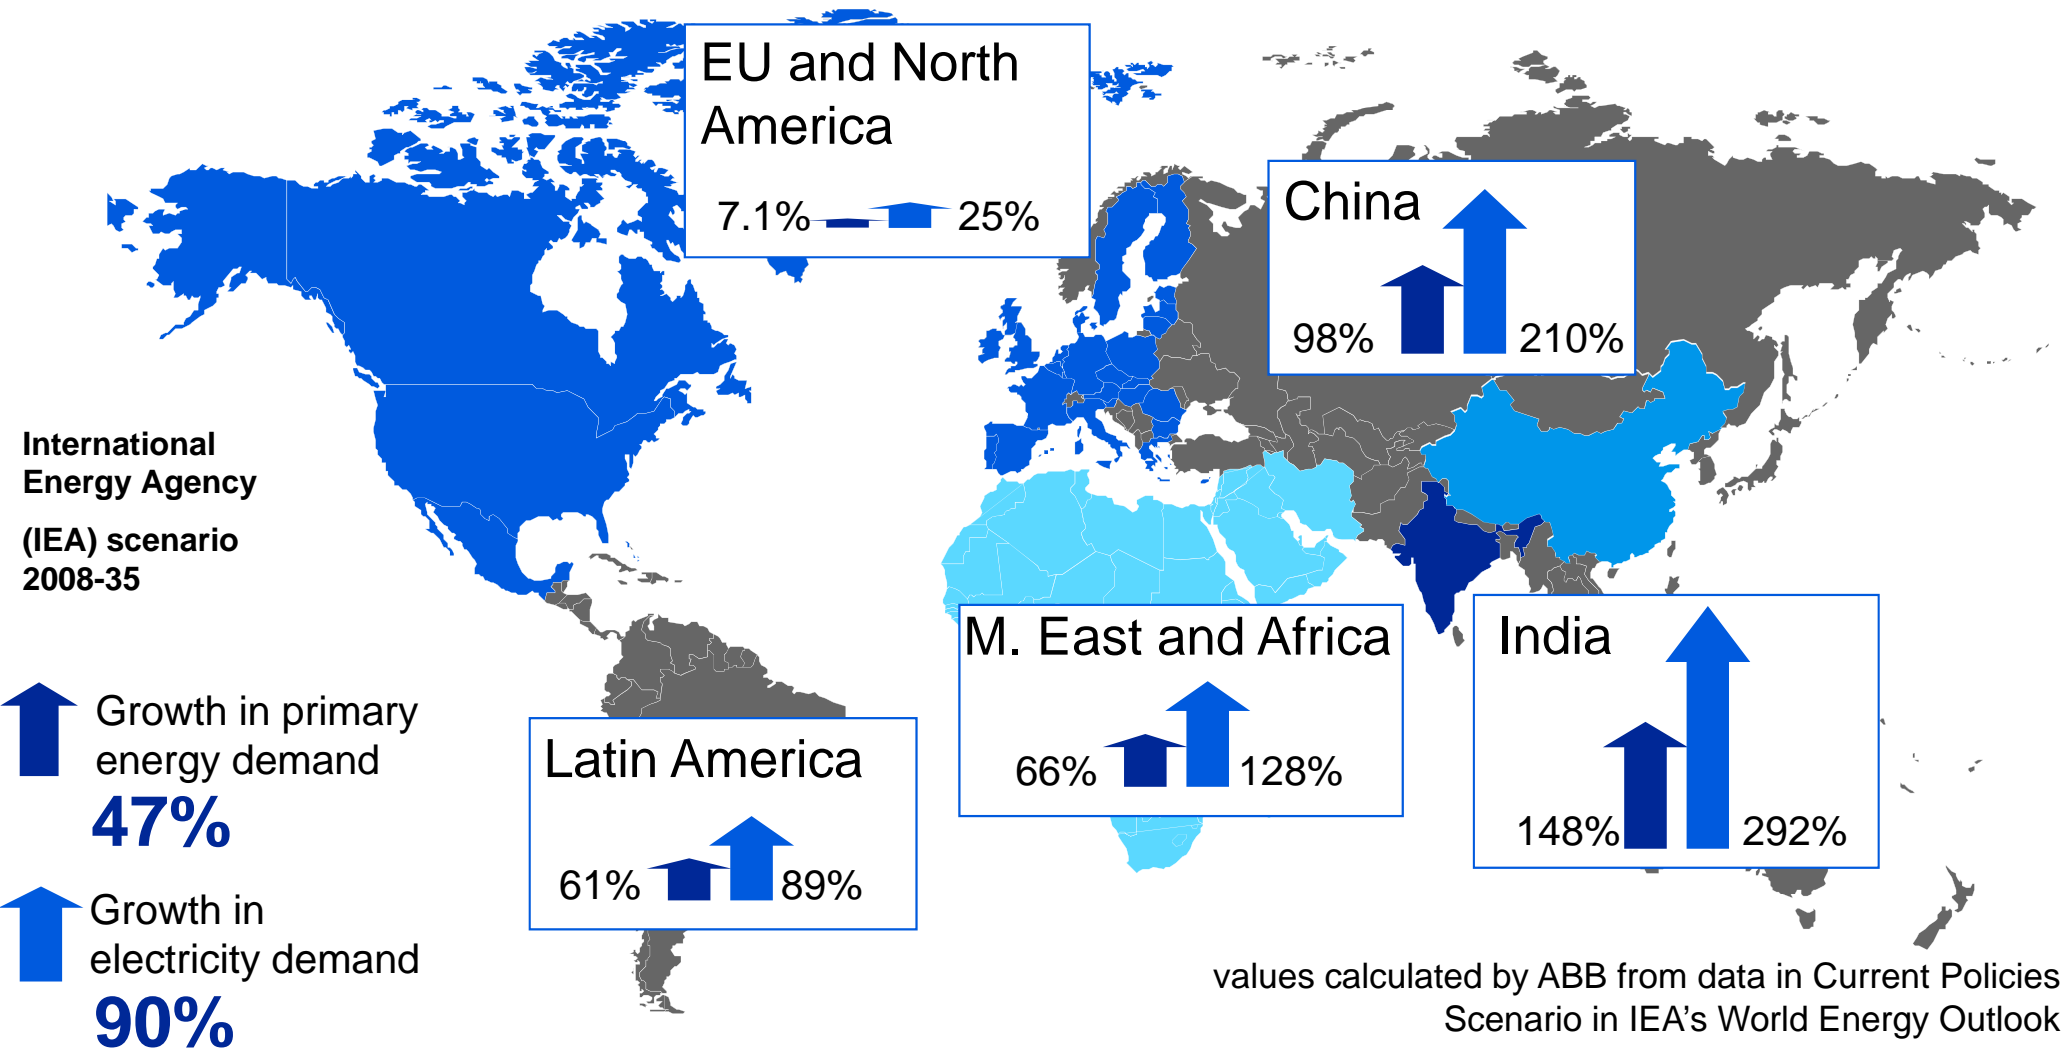 EU and North
America
7.1%
25%
China
98%
210%
International
Energy Agency
(IEA) scenario
2008-35
M. East and Africa
66%
128%
India
148%
292%
Latin America
61%
89%
Growth in primary
energy demand
47%
Growth in
electricity demand
90%
values calculated by ABB from data in Current Policies
Scenario in IEA’s World Energy Outlook